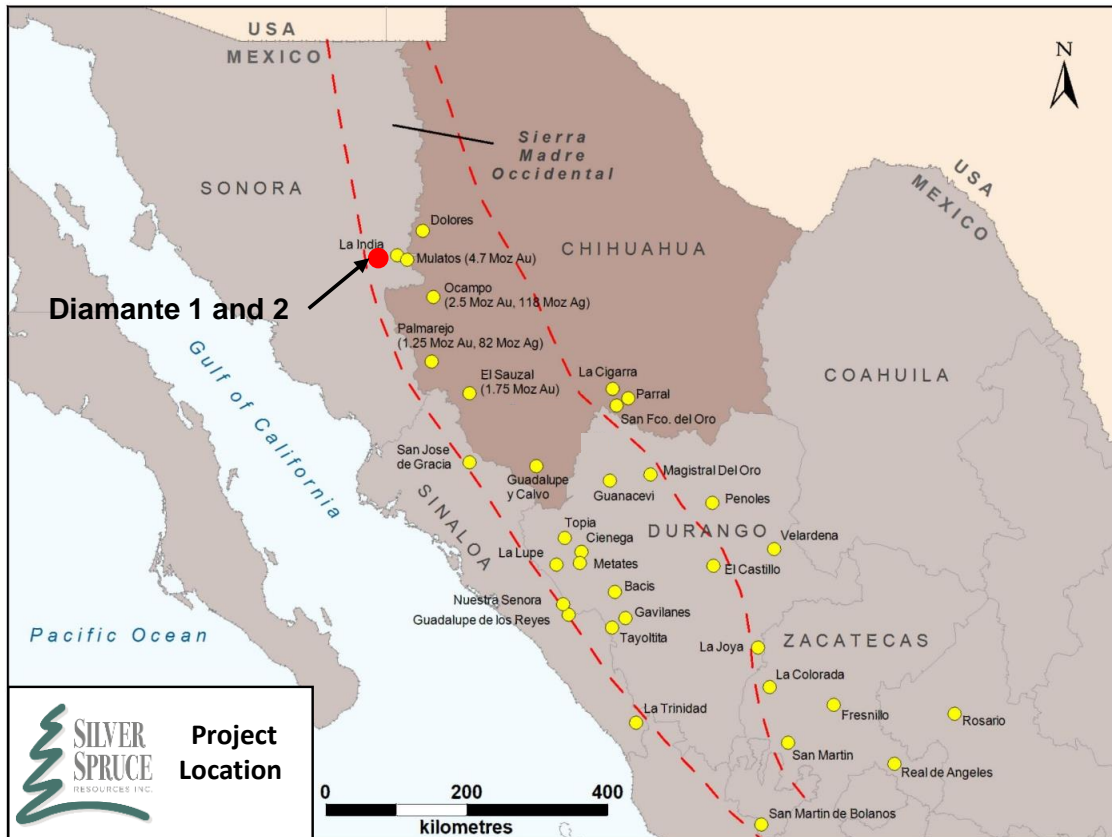 USA
MEXICO
N
Sierra
Madre
Occidental
USA
MEXICO
SONORA
Dolores
CHIHUAHUA
La India
Mulatos (4.7 Moz Au)
Diamante 1 and 2
Ocampo
(2.5 Moz Au, 118 Moz Ag)
Palmarejo
(1.25 Moz Au, 82 Moz Ag)
El Sauzal
(1.75 Moz Au)
La Cigarra
Parral
San Fco. del Oro
COAHUILA
Gulf of California
San Jose
de Gracia
Guadalupe
y Calvo
Guanacevi
Magistral Del Oro
Penoles
SINALOA
DURANGO
Topia
Cienega
La Lupe
Metates
Velardena
El Castillo
Bacis
Nuestra Senora
Guadalupe de los Reyes
Gavilanes
Tayoltita
Pacific Ocean
La Joya
ZACATECAS
La Colorada
La Trinidad
Fresnillo
Rosario
San Martin
Real de Angeles
San Martin de Bolanos
SILVER
SPRUCE
RESOURCES INC.
Project
Location
0 200 400
kilometres